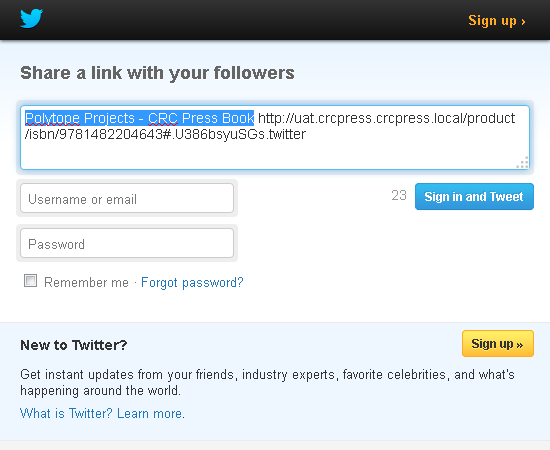 Sign up ›
Share a link with your followers
Polytope Projects - CRC Press Book http://uat.crcpress.crcpress.local/product
/isbn/9781482204643#.U386bsyuSGs.twitter
Username or email
23 Sign in and Tweet
Password
Remember me · Forgot password?
New to Twitter?
Sign up »
Get instant updates from your friends, industry experts, favorite celebrities, and what's
happening around the world.
What is Twitter? Learn more.